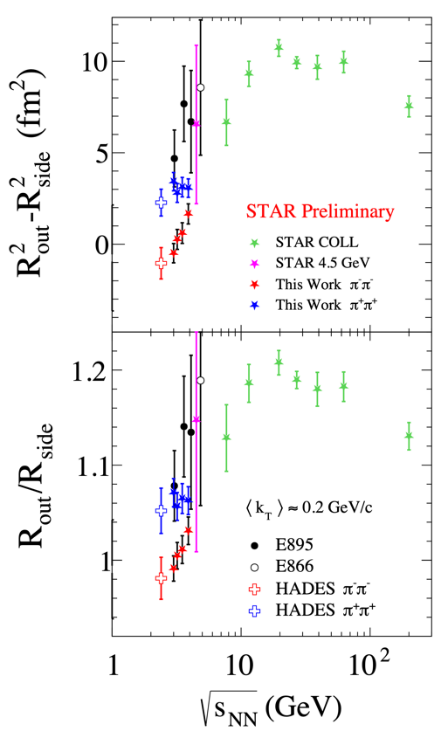 R²out-R²side (fm²)
10
5
0
STAR Preliminary
STAR COLL
STAR 4.5 GeV
This Work π⁻π⁻
This Work π⁺π⁺
Rout/Rside
1.2
1.1
1
⟨kT⟩ ≈ 0.2 GeV/c
E895
E866
HADES π⁻π⁻
HADES π⁺π⁺
1 10 10²
√sNN (GeV)